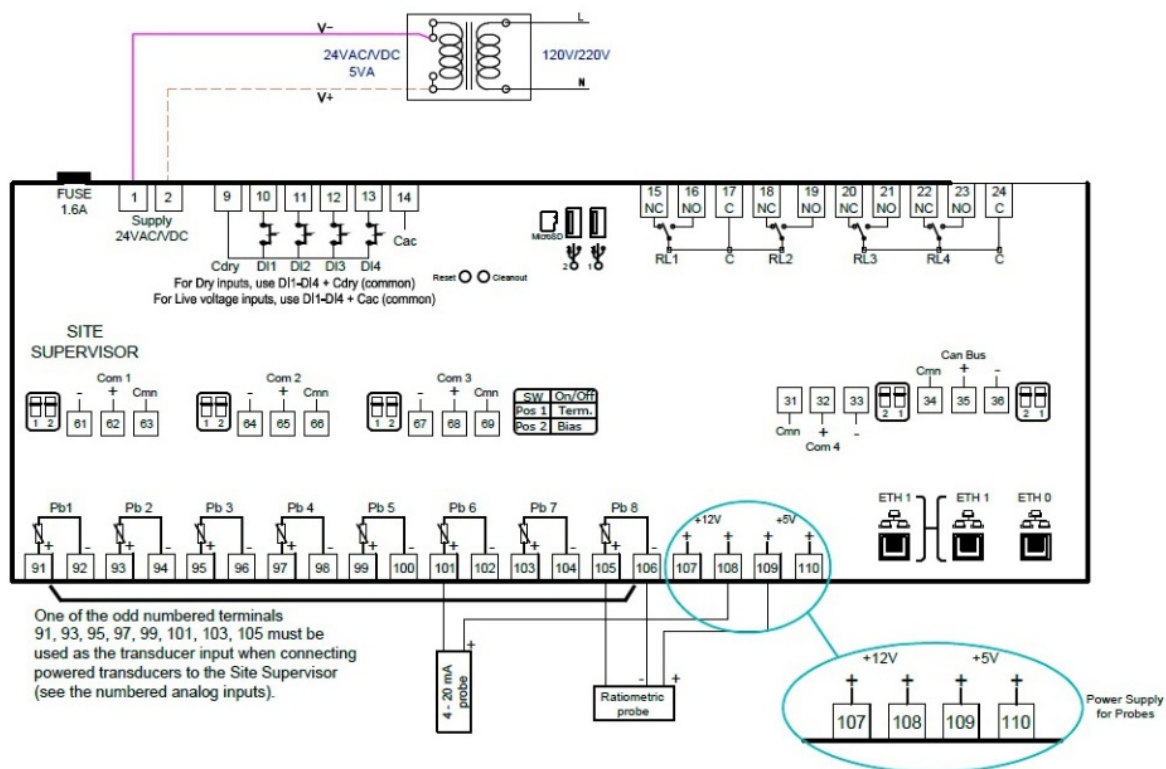 L
V-
24VAC/VDC
5VA
120V/220V
V+
N
FUSE
1.6A
1 2
Supply
24VAC/VDC
9 10 11 12 13 14
Cac
Cdry DI1 DI2 DI3 DI4
For Dry inputs, use DI1-DI4 + Cdry (common)
For Live voltage inputs, use DI1-DI4 + Cac (common)
MicroSD
2 1
Reset Cleanout
15 16 17 18 19 20 21 22 23 24
NC NO C NC NO NC NO NC NO C
RL1 C RL2 RL3 RL4 C
SITE
SUPERVISOR
Com 1
- + Cmn
1 2 61 62 63
Com 2
- + Cmn
1 2 64 65 66
Com 3
- + Cmn
1 2 67 68 69
SW On/Off
Pos 1 Term.
Pos 2 Bias
31 32 33
Cmn + -
Com 4
Can Bus
Cmn + -
2 1 34 35 36 2 1
Pb1 Pb 2 Pb 3 Pb 4 Pb 5 Pb 6 Pb 7 Pb 8
+ - + - + - + - + - + - + - + -
91 92 93 94 95 96 97 98 99 100 101 102 103 104 105 106
+12V +5V
+ + + +
107 108 109 110
ETH 1 ETH 1 ETH 0
One of the odd numbered terminals
91, 93, 95, 97, 99, 101, 103, 105 must be
used as the transducer input when connecting
powered transducers to the Site Supervisor
(see the numbered analog inputs).
+
4 - 20 mA
probe
- +
Ratiometric
probe
+12V +5V
+ + + +
107 108 109 110
Power Supply
for Probes